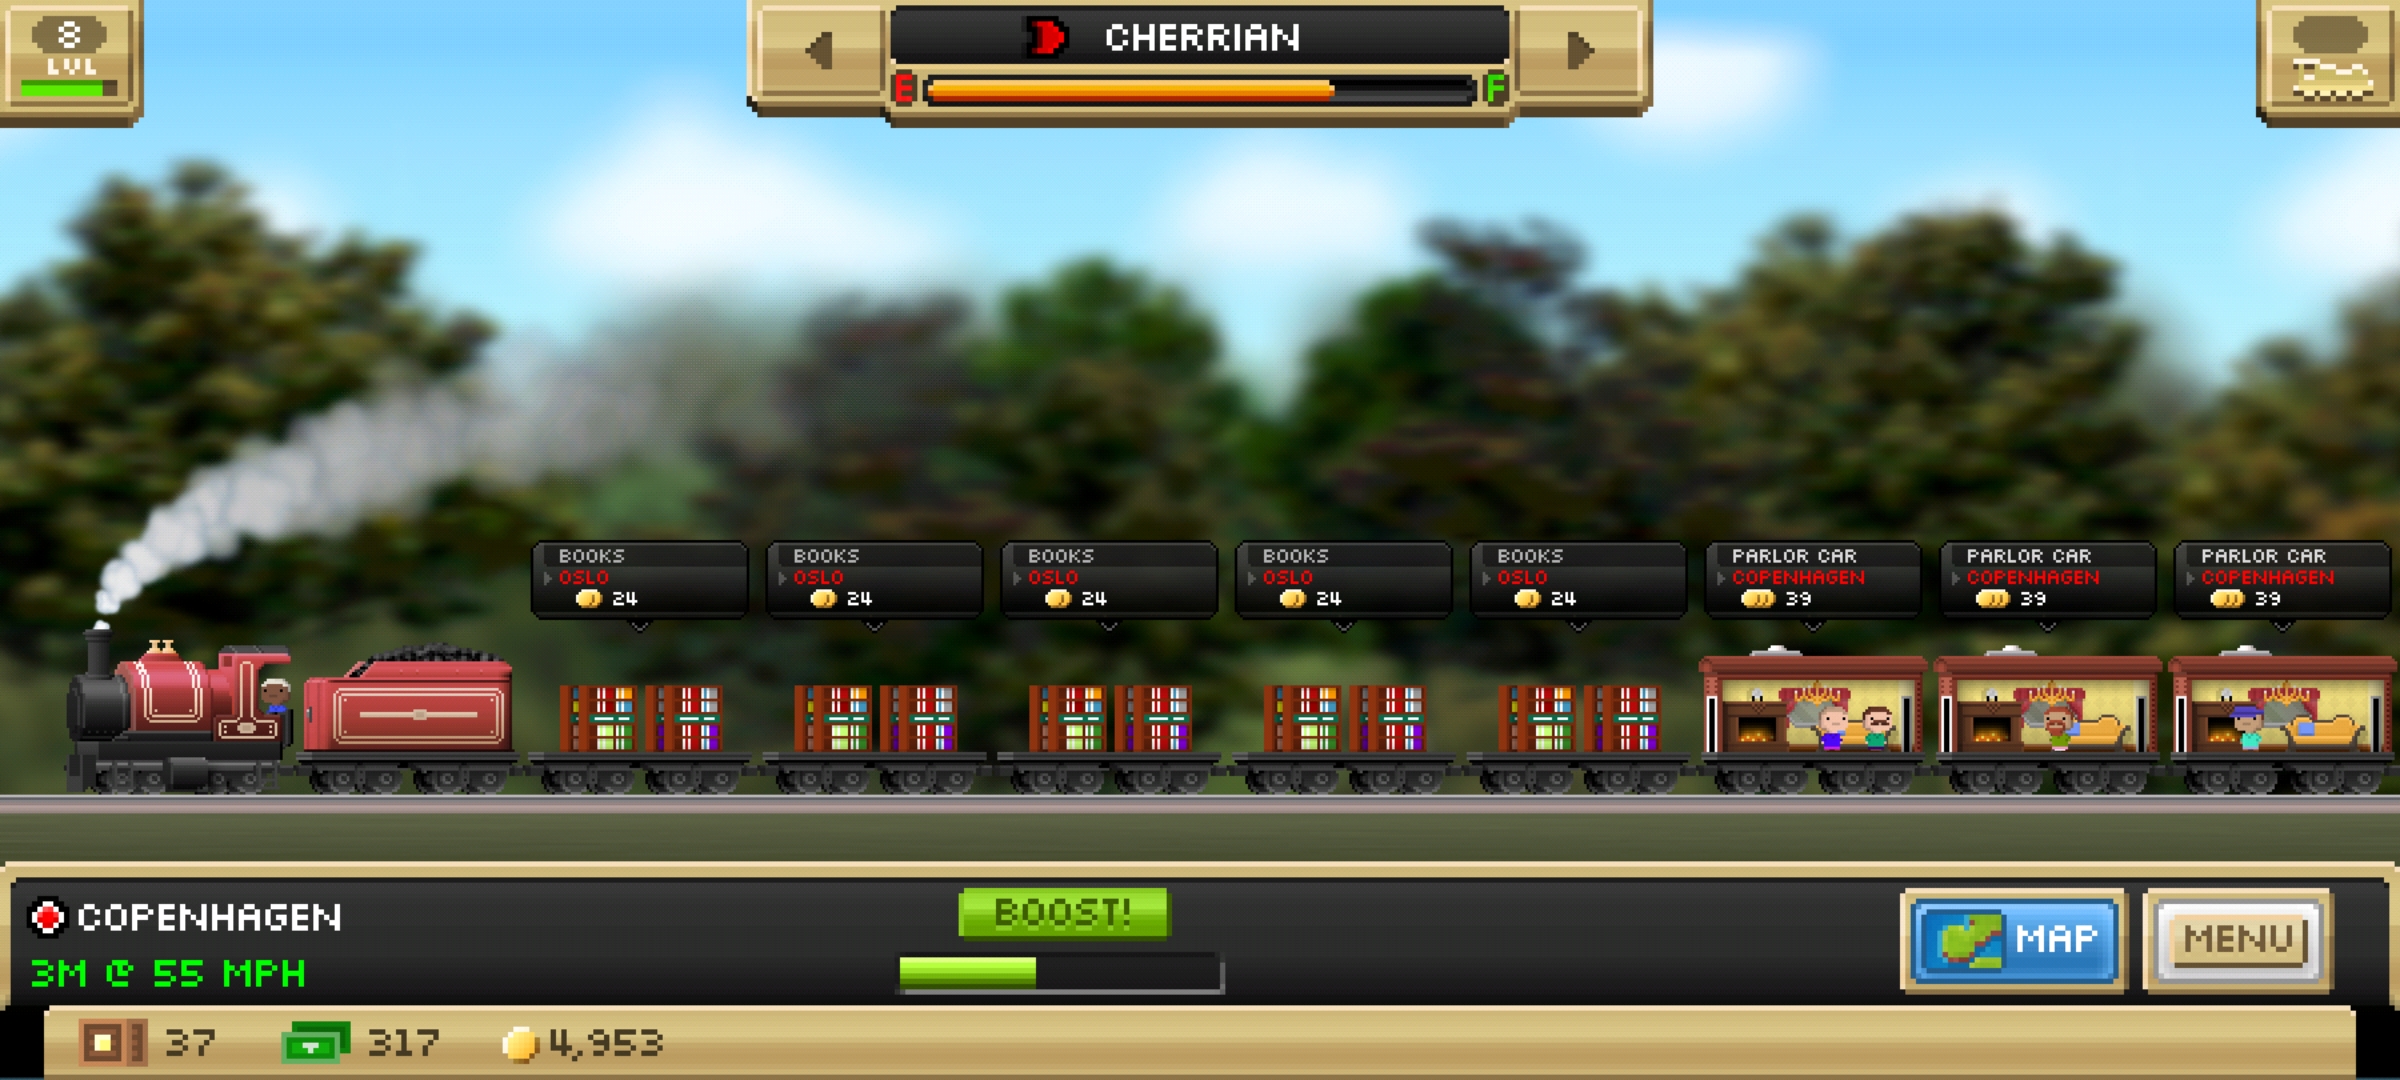 8
LVL
CHERRIAN
E
F
BOOKS
OSLO
24
BOOKS
OSLO
24
BOOKS
OSLO
24
BOOKS
OSLO
24
BOOKS
OSLO
24
PARLOR CAR
COPENHAGEN
39
PARLOR CAR
COPENHAGEN
39
PARLOR CAR
COPENHAGEN
39
COPENHAGEN
3M @ 55 MPH
BOOST!
MAP
MENU
37
317
4,953